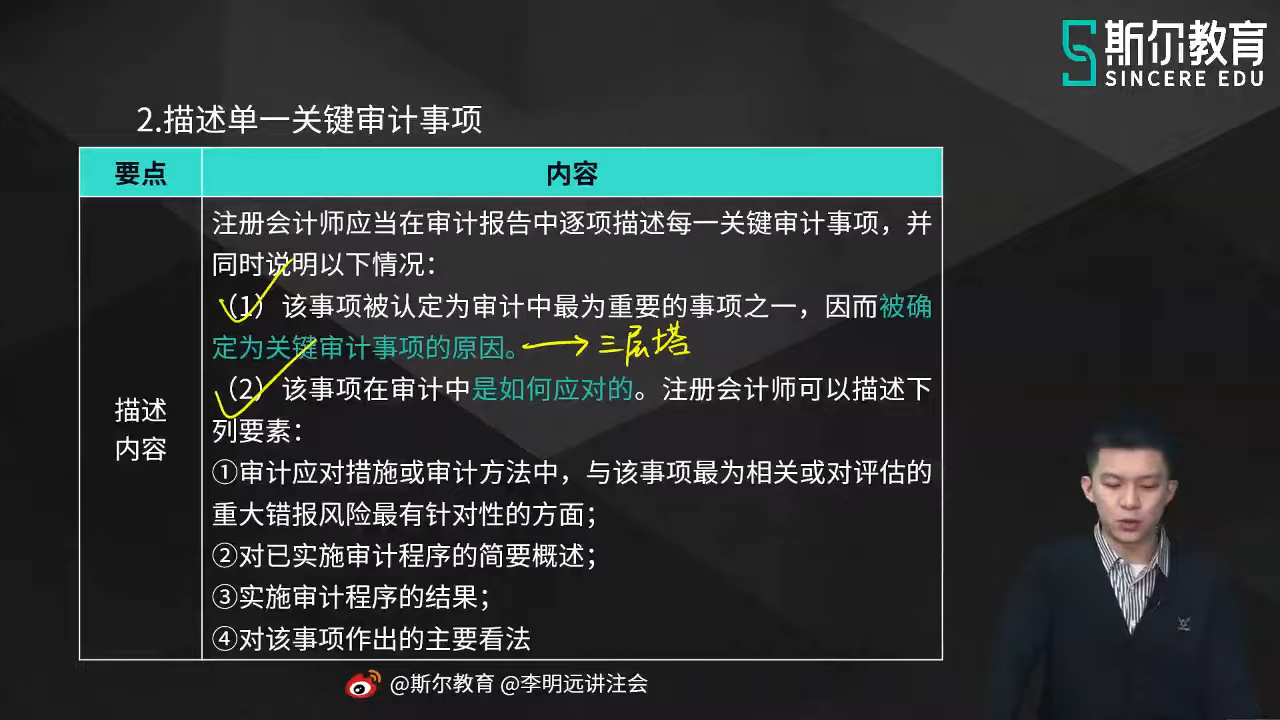 斯尔教育
SINCERE EDU
2.描述单一关键审计事项
要点
内容
注册会计师应当在审计报告中逐项描述每一关键审计事项，并
同时说明以下情况：
（1）该事项被认定为审计中最为重要的事项之一，因而被确
定为关键审计事项的原因。
三层塔
（2）该事项在审计中是如何应对的。注册会计师可以描述下
列要素：
①审计应对措施或审计方法中，与该事项最为相关或对评估的
重大错报风险最有针对性的方面；
②对已实施审计程序的简要概述；
③实施审计程序的结果；
④对该事项作出的主要看法
描述
内容
@斯尔教育 @李明远讲注会